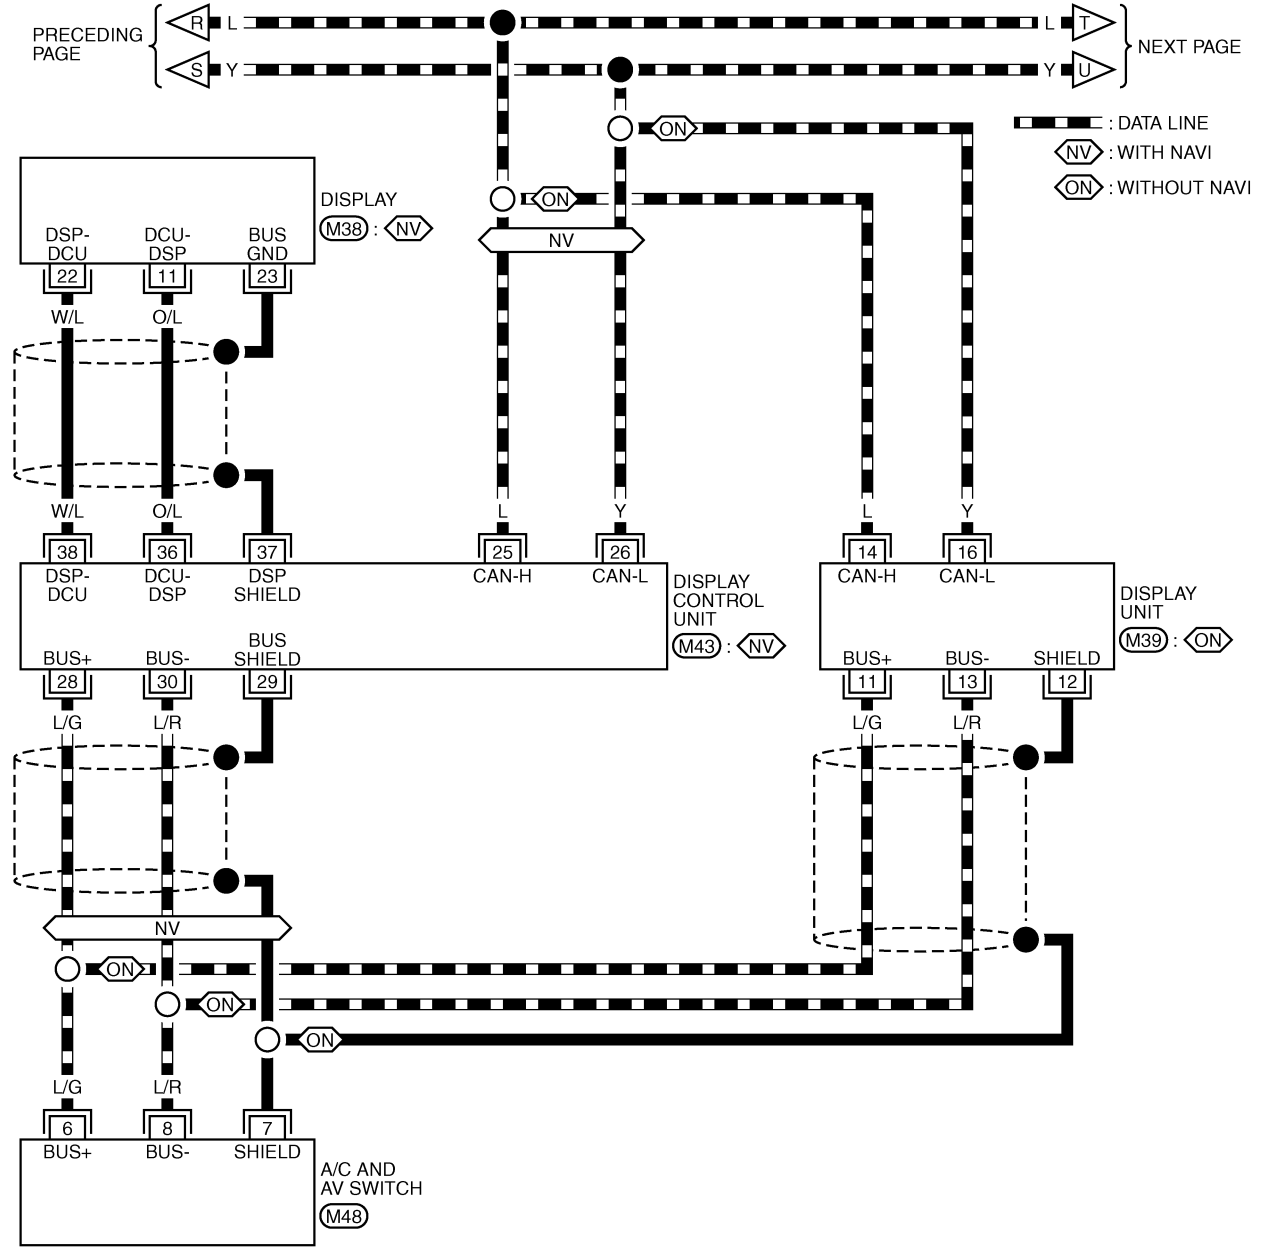 PRECEDING
PAGE
R L L T
S Y Y U
NEXT PAGE
: DATA LINE
NV : WITH NAVI
ON : WITHOUT NAVI
ON
ON
NV
DISPLAY
M38 : NV
DSP-
DCU
DCU-
DSP
BUS
GND
22 11 23
W/L O/L
W/L O/L L Y L Y
38 36 37 25 26 14 16
DSP-
DCU
DCU-
DSP
DSP
SHIELD
CAN-H CAN-L
DISPLAY
CONTROL
UNIT
M43 : NV
CAN-H CAN-L
DISPLAY
UNIT
M39 : ON
BUS+ BUS-
BUS
SHIELD
BUS+ BUS- SHIELD
28 30 29 11 13 12
L/G L/R L/G L/R
NV
ON
ON
ON
L/G L/R
6 8 7
BUS+ BUS- SHIELD
A/C AND
AV SWITCH
M48